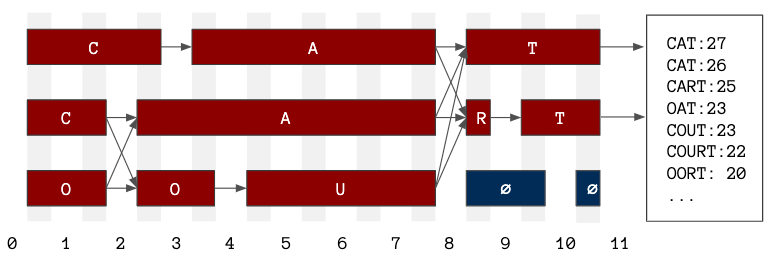 C A T
C A R T
O O U ∅ ∅
0 1 2 3 4 5 6 7 8 9 10 11
CAT:27
CAT:26
CART:25
OAT:23
COUT:23
COURT:22
OORT: 20
...